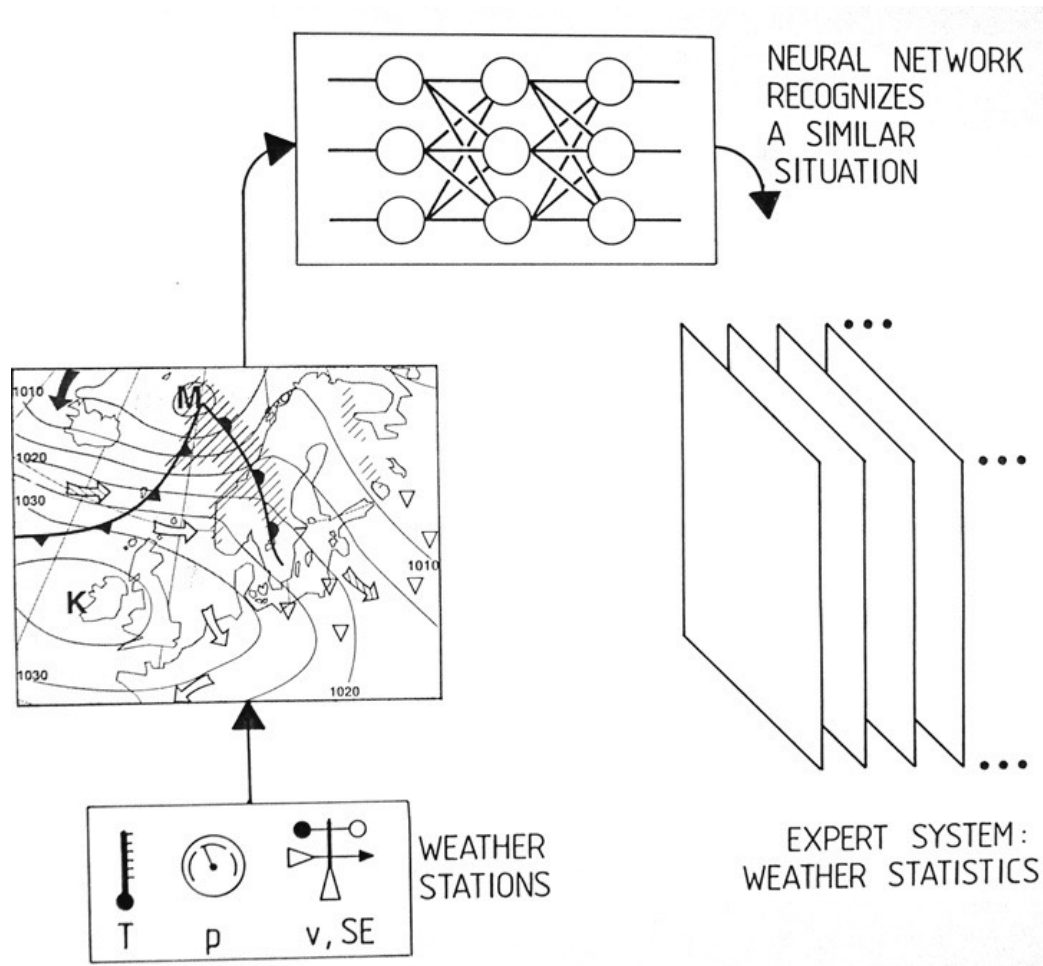 NEURAL NETWORK
RECOGNIZES
A SIMILAR
SITUATION
1010
M
1020
1030
1010
K
1030
1020
WEATHER
STATIONS
T p v, SE
EXPERT SYSTEM:
WEATHER STATISTICS